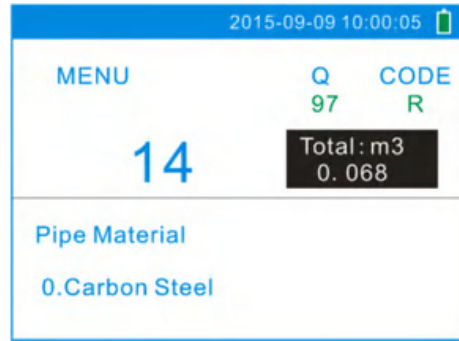 2015-09-09 10:00:05
MENU Q CODE
97 R
14
Total: m3
0. 068
Pipe Material
0.Carbon Steel